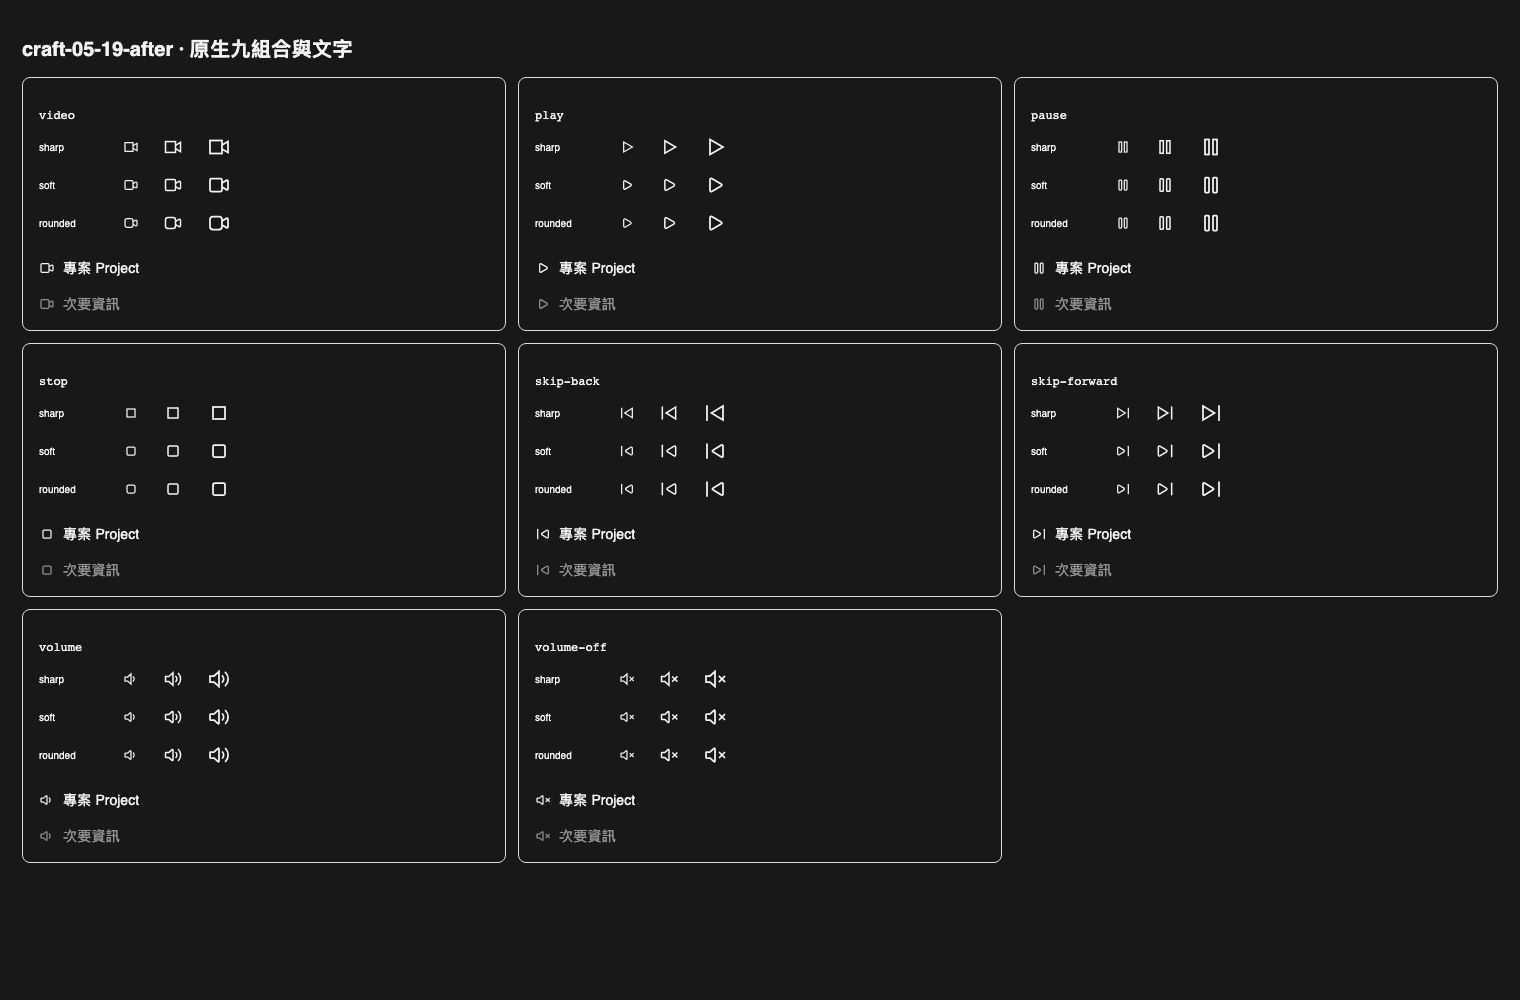 craft-05-19-after · 原生九組合與文字
video
sharp
soft
rounded
專案 Project
次要資訊
play
sharp
soft
rounded
專案 Project
次要資訊
pause
sharp
soft
rounded
專案 Project
次要資訊
stop
sharp
soft
rounded
專案 Project
次要資訊
skip-back
sharp
soft
rounded
專案 Project
次要資訊
skip-forward
sharp
soft
rounded
專案 Project
次要資訊
volume
sharp
soft
rounded
專案 Project
次要資訊
volume-off
sharp
soft
rounded
專案 Project
次要資訊